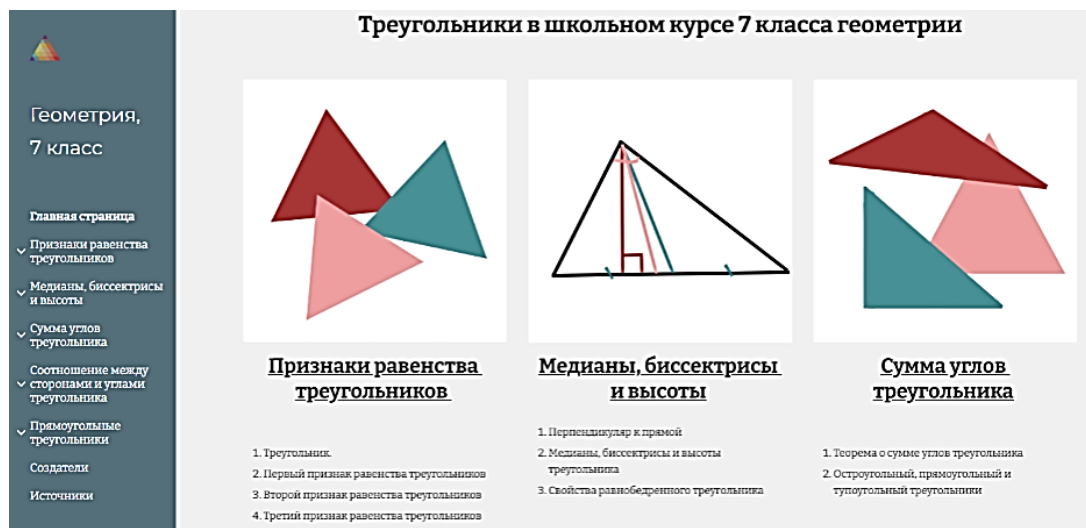 Треугольники в школьном курсе 7 класса геометрии
Геометрия,
7 класс
Главная страница
Признаки равенства
треугольников
Медианы, биссектрисы
и высоты
Сумма углов
треугольника
Соотношение между
сторонами и углами
треугольника
Прямоугольные
треугольники
Создатели
Источники
Признаки равенства
треугольников
1. Треугольник.
2. Первый признак равенства треугольников
3. Второй признак равенства треугольников
4. Третий признак равенства треугольников
Медианы, биссектрисы
и высоты
1. Перпендикуляр к прямой
2. Медианы, биссектрисы и высоты
треугольника
3. Свойства равнобедренного треугольника
Сумма углов
треугольника
1. Теорема о сумме углов треугольника
2. Остроугольный, прямоугольный и
тупоугольный треугольники